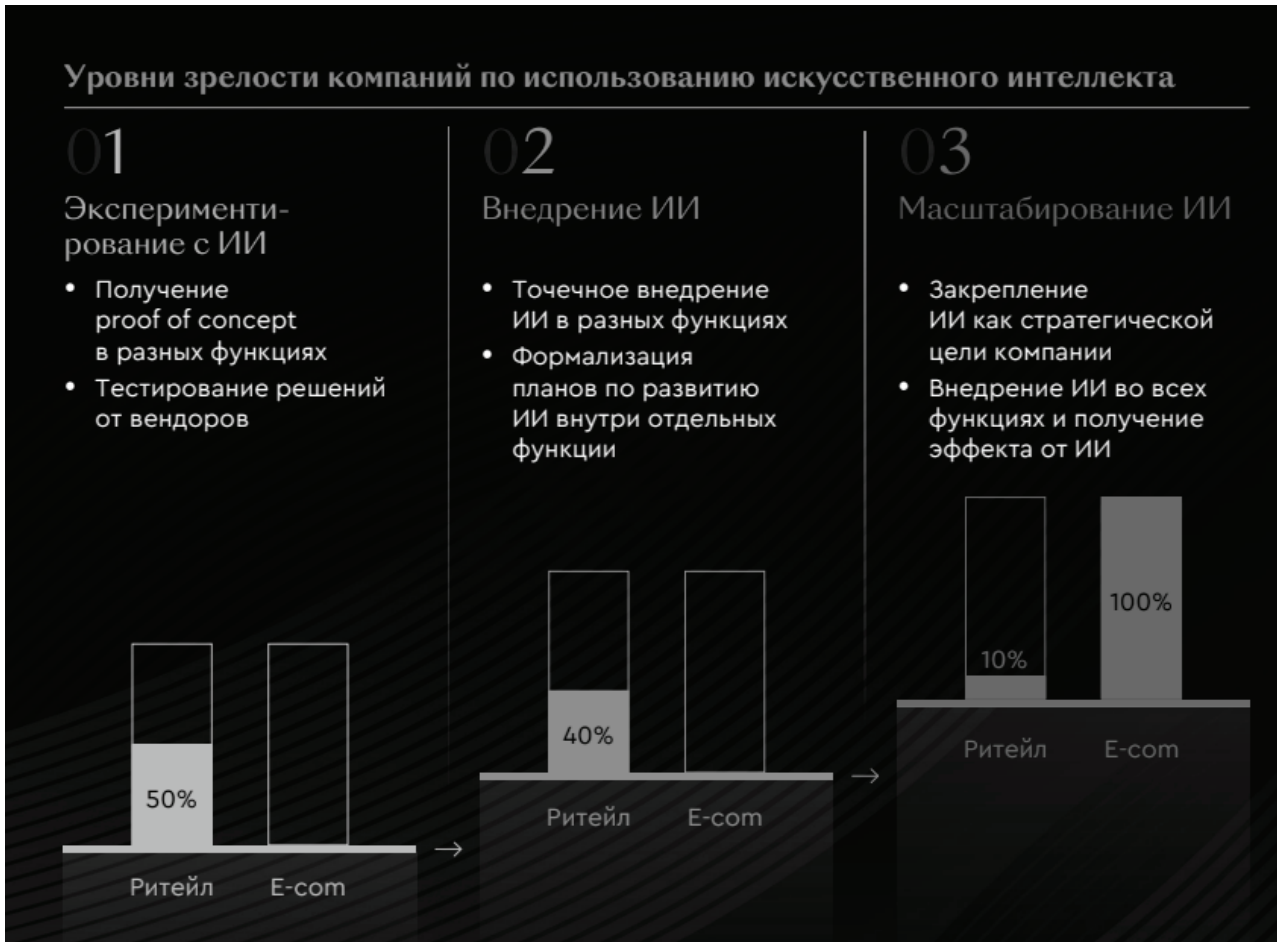 Уровни зрелости компаний по использованию искусственного интеллекта
01
Эксперименти-
рование с ИИ
• Получение
proof of concept
в разных функциях
• Тестирование решений
от вендоров
50%
Ритейл E-com
→
02
Внедрение ИИ
• Точечное внедрение
ИИ в разных функциях
• Формализация
планов по развитию
ИИ внутри отдельных
функции
40%
Ритейл E-com
→
03
Масштабирование ИИ
• Закрепление
ИИ как стратегической
цели компании
• Внедрение ИИ во всех
функциях и получение
эффекта от ИИ
10%
100%
Ритейл E-com